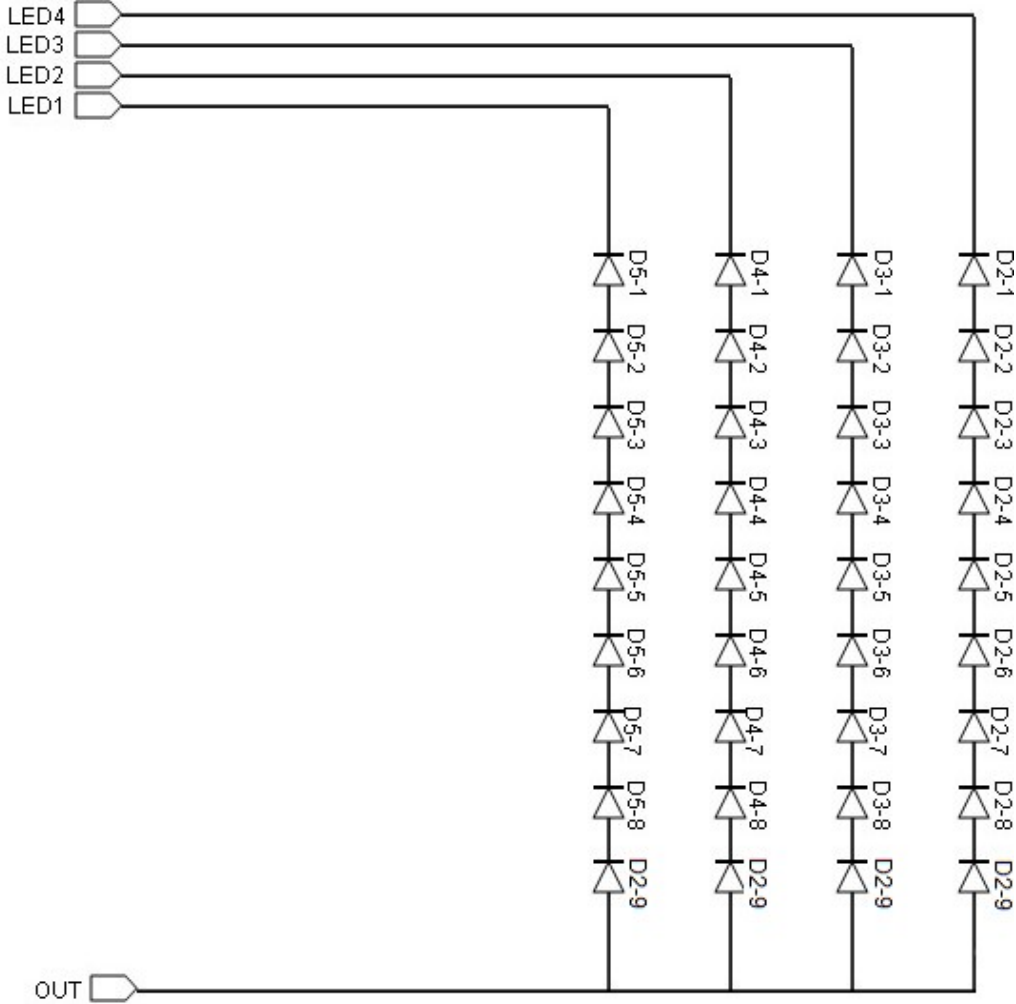 LED4
LED3
LED2
LED1
D5-1
D4-1
D3-1
D2-1
D5-2
D4-2
D3-2
D2-2
D5-3
D4-3
D3-3
D2-3
D5-4
D4-4
D3-4
D2-4
D5-5
D4-5
D3-5
D2-5
D5-6
D4-6
D3-6
D2-6
D5-7
D4-7
D3-7
D2-7
D5-8
D4-8
D3-8
D2-8
D2-9
D2-9
D2-9
D2-9
OUT